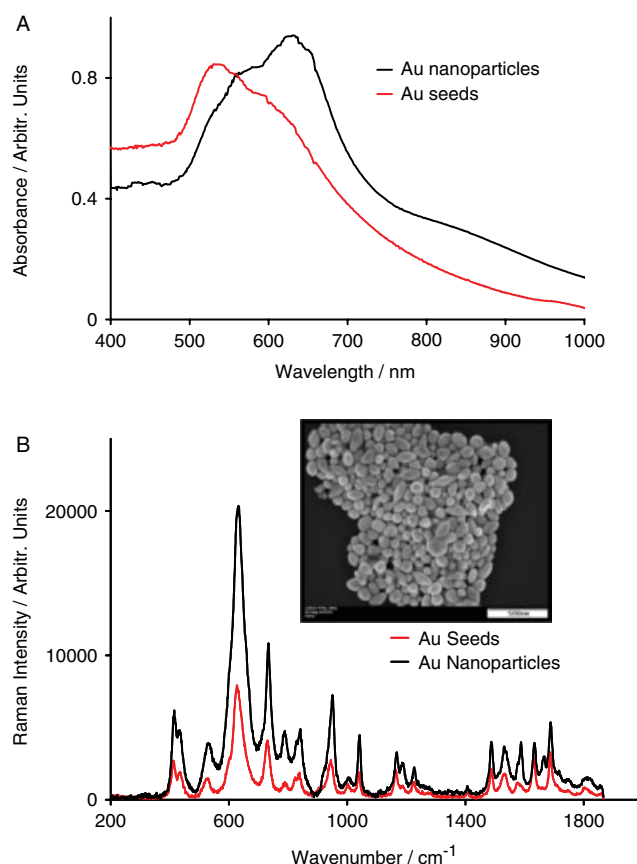 A
Absorbance / Arbitr. Units
0.8
0.4
0
Au nanoparticles
Au seeds
400 500 600 700 800 900 1000
Wavelength / nm
B
Raman Intensity / Arbitr. Units
20000
10000
0
500nm
Au Seeds
Au Nanoparticles
200 600 1000 1400 1800
Wavenumber / cm⁻¹